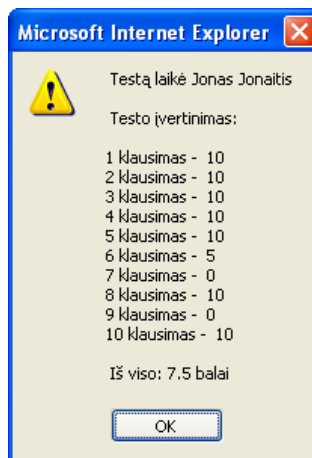 Microsoft Internet Explorer
Testą laikė Jonas Jonaitis
Testo įvertinimas:
1 klausimas - 10
2 klausimas - 10
3 klausimas - 10
4 klausimas - 10
5 klausimas - 10
6 klausimas - 5
7 klausimas - 0
8 klausimas - 10
9 klausimas - 0
10 klausimas - 10
Iš viso: 7.5 balai
OK